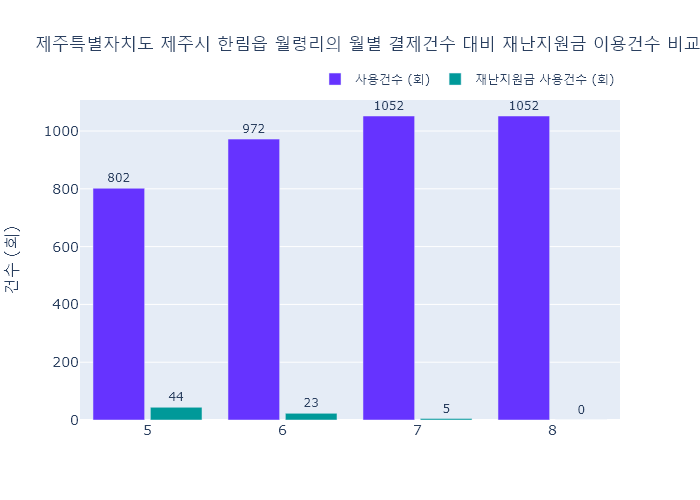 제주특별자치도 제주시 한림읍 월령리의 월별 결제건수 대비 재난지원금 이용건수 비교
사용건수 (회) 재난지원금 사용건수 (회)
1052 1052
1000
972
802
800
건수 (회)
600
400
200
44 23 5 0
0
5 6 7 8